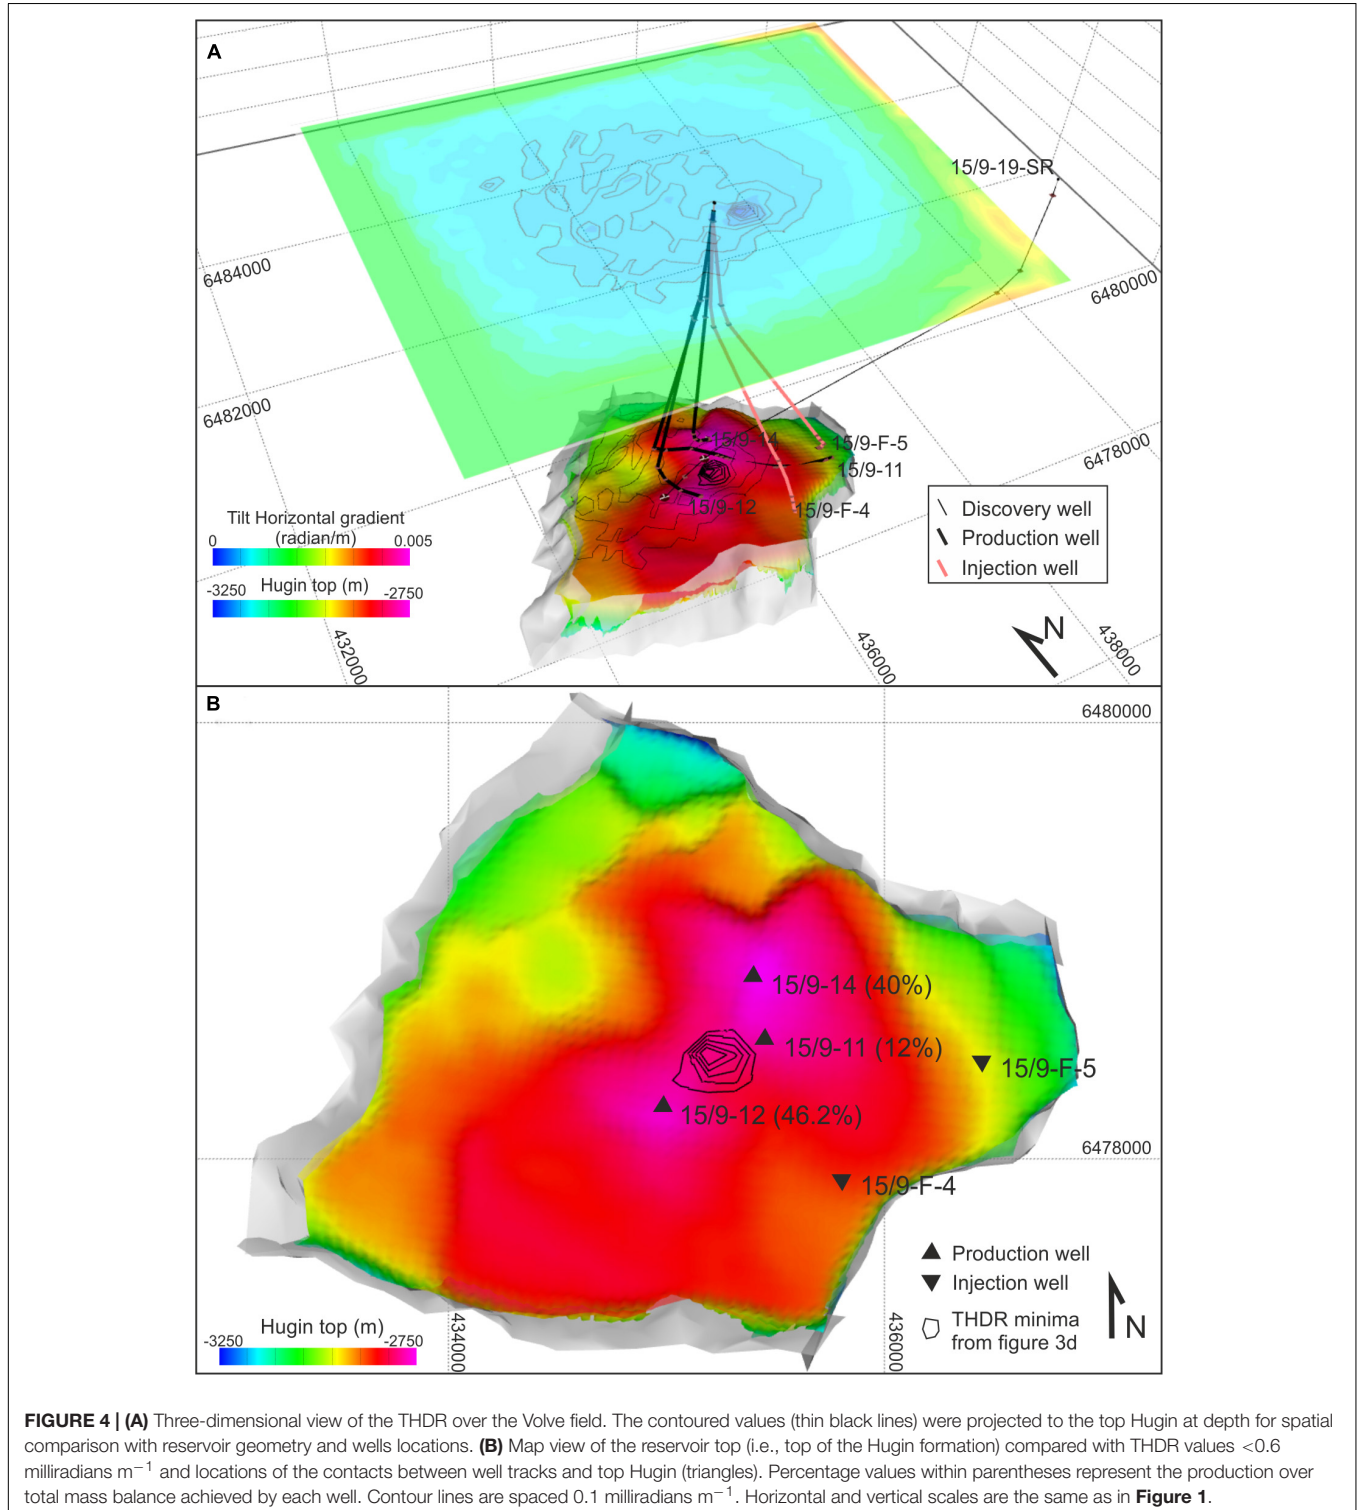 A
15/9-19-SR
6484000
6480000
6482000
15/9-14
15/9-F-5
6478000
15/9-11
15/9-12
15/9-F-4
Tilt Horizontal gradient
(radian/m)
0 0.005
Hugin top (m)
-3250 -2750
Discovery well
Production well
Injection well
N
432000
436000
438000
B
6480000
15/9-14 (40%)
15/9-11 (12%)
15/9-F-5
15/9-12 (46.2%)
6478000
15/9-F-4
Production well
Injection well
THDR minima
from figure 3d
N
Hugin top (m)
-3250 -2750
434000
436000
FIGURE 4 | (A) Three-dimensional view of the THDR over the Volve field. The contoured values (thin black lines) were projected to the top Hugin at depth for spatial
comparison with reservoir geometry and wells locations. (B) Map view of the reservoir top (i.e., top of the Hugin formation) compared with THDR values <0.6
milliradians m⁻¹ and locations of the contacts between well tracks and top Hugin (triangles). Percentage values within parentheses represent the production over
total mass balance achieved by each well. Contour lines are spaced 0.1 milliradians m⁻¹. Horizontal and vertical scales are the same as in Figure 1.